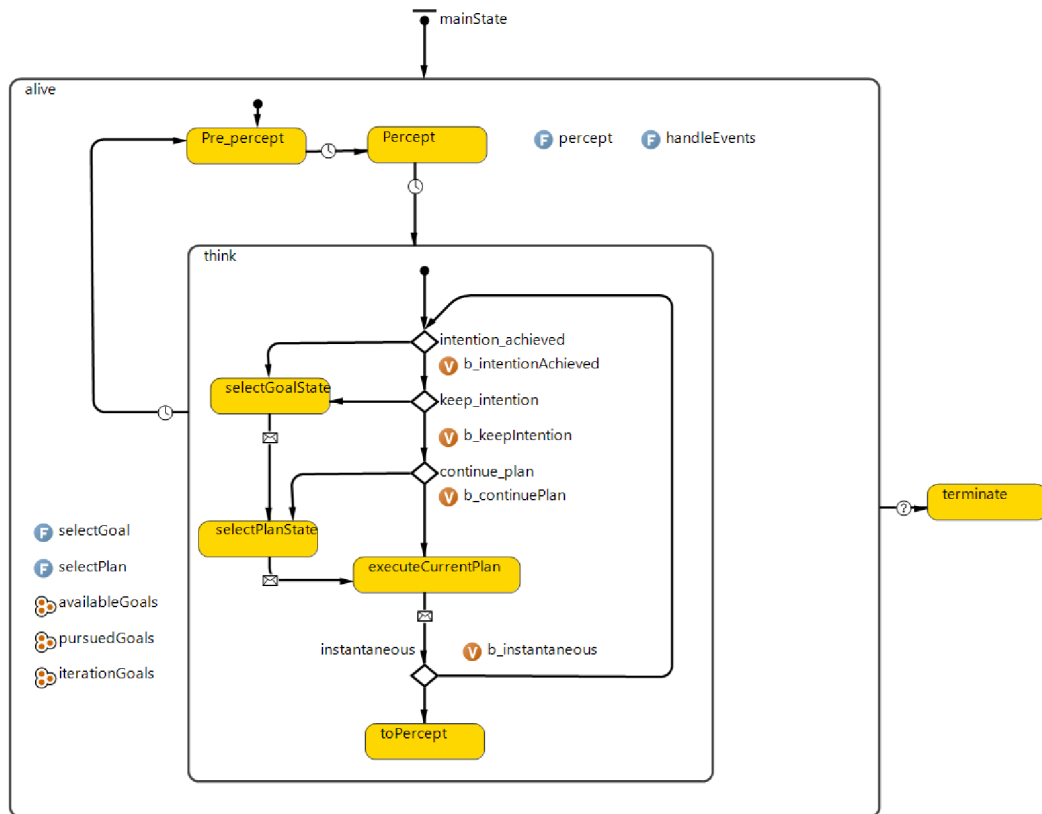 mainState
alive
Pre_percept
Percept
F percept
F handleEvents
think
intention_achieved
V b_intentionAchieved
selectGoalState
keep_intention
V b_keepIntention
continue_plan
V b_continuePlan
terminate
selectPlanState
F selectGoal
executeCurrentPlan
F selectPlan
availableGoals
pursuedGoals
instantaneous
V b_instantaneous
iterationGoals
toPercept
?